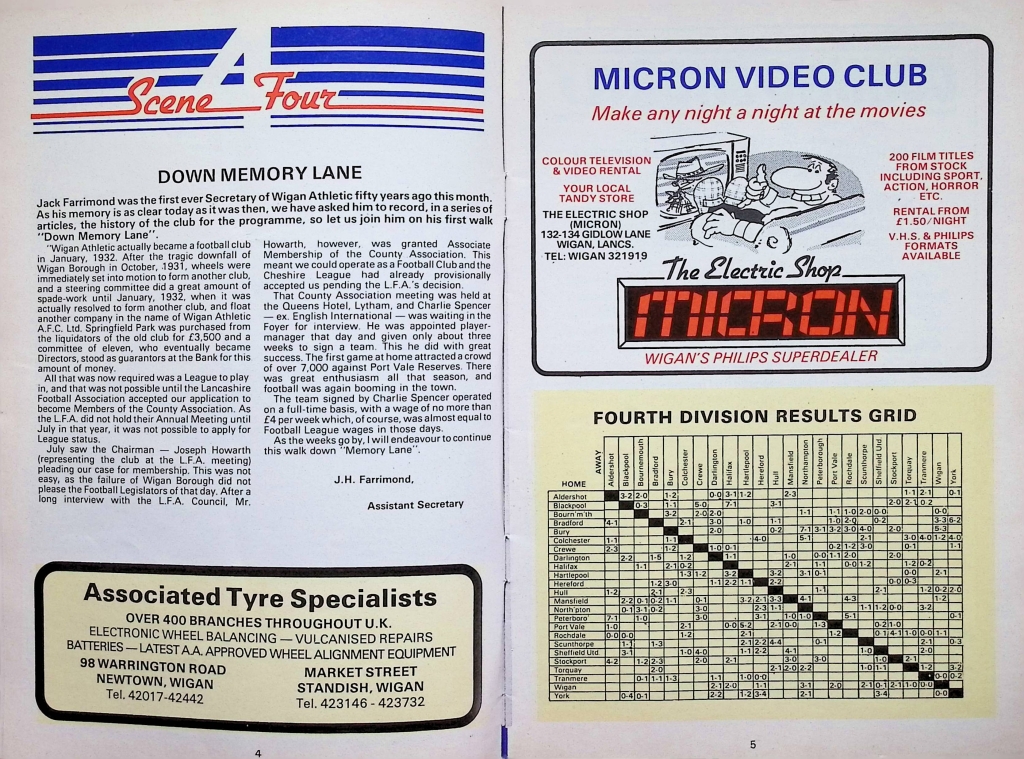 Scene Four
DOWN MEMORY LANE
Jack Farrimond was the first ever Secretary of Wigan Athletic fifty years ago this month.
As his memory is as clear today as it was then, we have asked him to record, in a series of
articles, the history of the club for the programme, so let us join him on his first walk
"Down Memory Lane".
"Wigan Athletic actually became a football club
in January, 1932. After the tragic downfall of
Wigan Borough in October, 1931, wheels were
immediately set into motion to form another club,
and a steering committee did a great amount of
spade-work until January, 1932, when it was
actually resolved to form another club, and float
another company in the name of Wigan Athletic
A.F.C. Ltd. Springfield Park was purchased from
the liquidators of the old club for £3,500 and a
committee of eleven, who eventually became
Directors, stood as guarantors at the Bank for this
amount of money.
All that was now required was a League to play
in, and that was not possible until the Lancashire
Football Association accepted our application to
become Members of the County Association. As
the L.F.A. did not hold their Annual Meeting until
July in that year, it was not possible to apply for
League status.
July saw the Chairman — Joseph Howarth
(representing the club at the L.F.A. meeting)
pleading our case for membership. This was not
easy, as the failure of Wigan Borough did not
please the Football Legislators of that day. After a
long interview with the L.F.A. Council, Mr.
Howarth, however, was granted Associate
Membership of the County Association. This
meant we could operate as a Football Club and the
Cheshire League had already provisionally
accepted us pending the L.F.A.'s decision.
That County Association meeting was held at
the Queens Hotel, Lytham, and Charlie Spencer
— ex. English International — was waiting in the
Foyer for interview. He was appointed player-
manager that day and given only about three
weeks to sign a team. This he did with great
success. The first game at home attracted a crowd
of over 7,000 against Port Vale Reserves. There
was great enthusiasm all that season, and
football was again booming in the town.
The team signed by Charlie Spencer operated
on a full-time basis, with a wage of no more than
£4 per week which, of course, was almost equal to
Football League wages in those days.
As the weeks go by, I will endeavour to continue
this walk down "Memory Lane".
J.H. Farrimond,
Assistant Secretary
Associated Tyre Specialists
OVER 400 BRANCHES THROUGHOUT U.K.
ELECTRONIC WHEEL BALANCING — VULCANISED REPAIRS
BATTERIES — LATEST A.A. APPROVED WHEEL ALIGNMENT EQUIPMENT
98 WARRINGTON ROAD
NEWTOWN, WIGAN
Tel. 42017-42442
MARKET STREET
STANDISH, WIGAN
Tel. 423146 - 423732
4
MICRON VIDEO CLUB
Make any night a night at the movies
COLOUR TELEVISION
& VIDEO RENTAL
YOUR LOCAL
TANDY STORE
THE ELECTRIC SHOP
(MICRON)
132-134 GIDLOW LANE
WIGAN, LANCS.
TEL: WIGAN 321919
200 FILM TITLES
FROM STOCK
INCLUDING SPORT,
ACTION, HORROR
ETC.
RENTAL FROM
£1.50/NIGHT
V.H.S. & PHILIPS
FORMATS
AVAILABLE
The Electric Shop
MICRON
WIGAN'S PHILIPS SUPERDEALER
FOURTH DIVISION RESULTS GRID
HOME
AWAY
Aldershot
Blackpool
Bournemouth
Bradford
Bury
Colchester
Crewe
Darlington
Halifax
Hartlepool
Hereford
Hull
Mansfield
Northampton
Peterborough
Port Vale
Rochdale
Scunthorpe
Sheffield Utd.
Stockport
Torquay
Tranmere
Wigan
York
Aldershot
Blackpool
Bourn'm'th
Bradford
Bury
Colchester
Crewe
Darlington
Halifax
Hartlepool
Hereford
Hull
Mansfield
North'pton
Peterboro'
Port Vale
Rochdale
Scunthorpe
Sheffield Utd.
Stockport
Torquay
Tranmere
Wigan
York
5